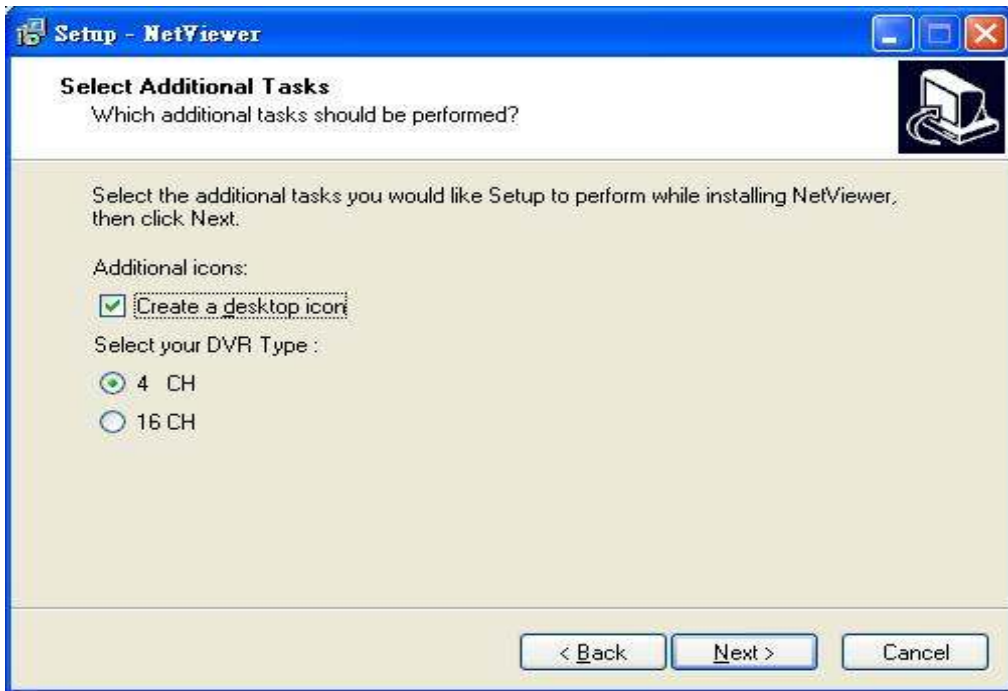 Setup - NetViewer
Select Additional Tasks
Which additional tasks should be performed?
Select the additional tasks you would like Setup to perform while installing NetViewer,
then click Next.
Additional icons:
Create a desktop icon
Select your DVR Type :
4 CH
16 CH
< Back
Next >
Cancel